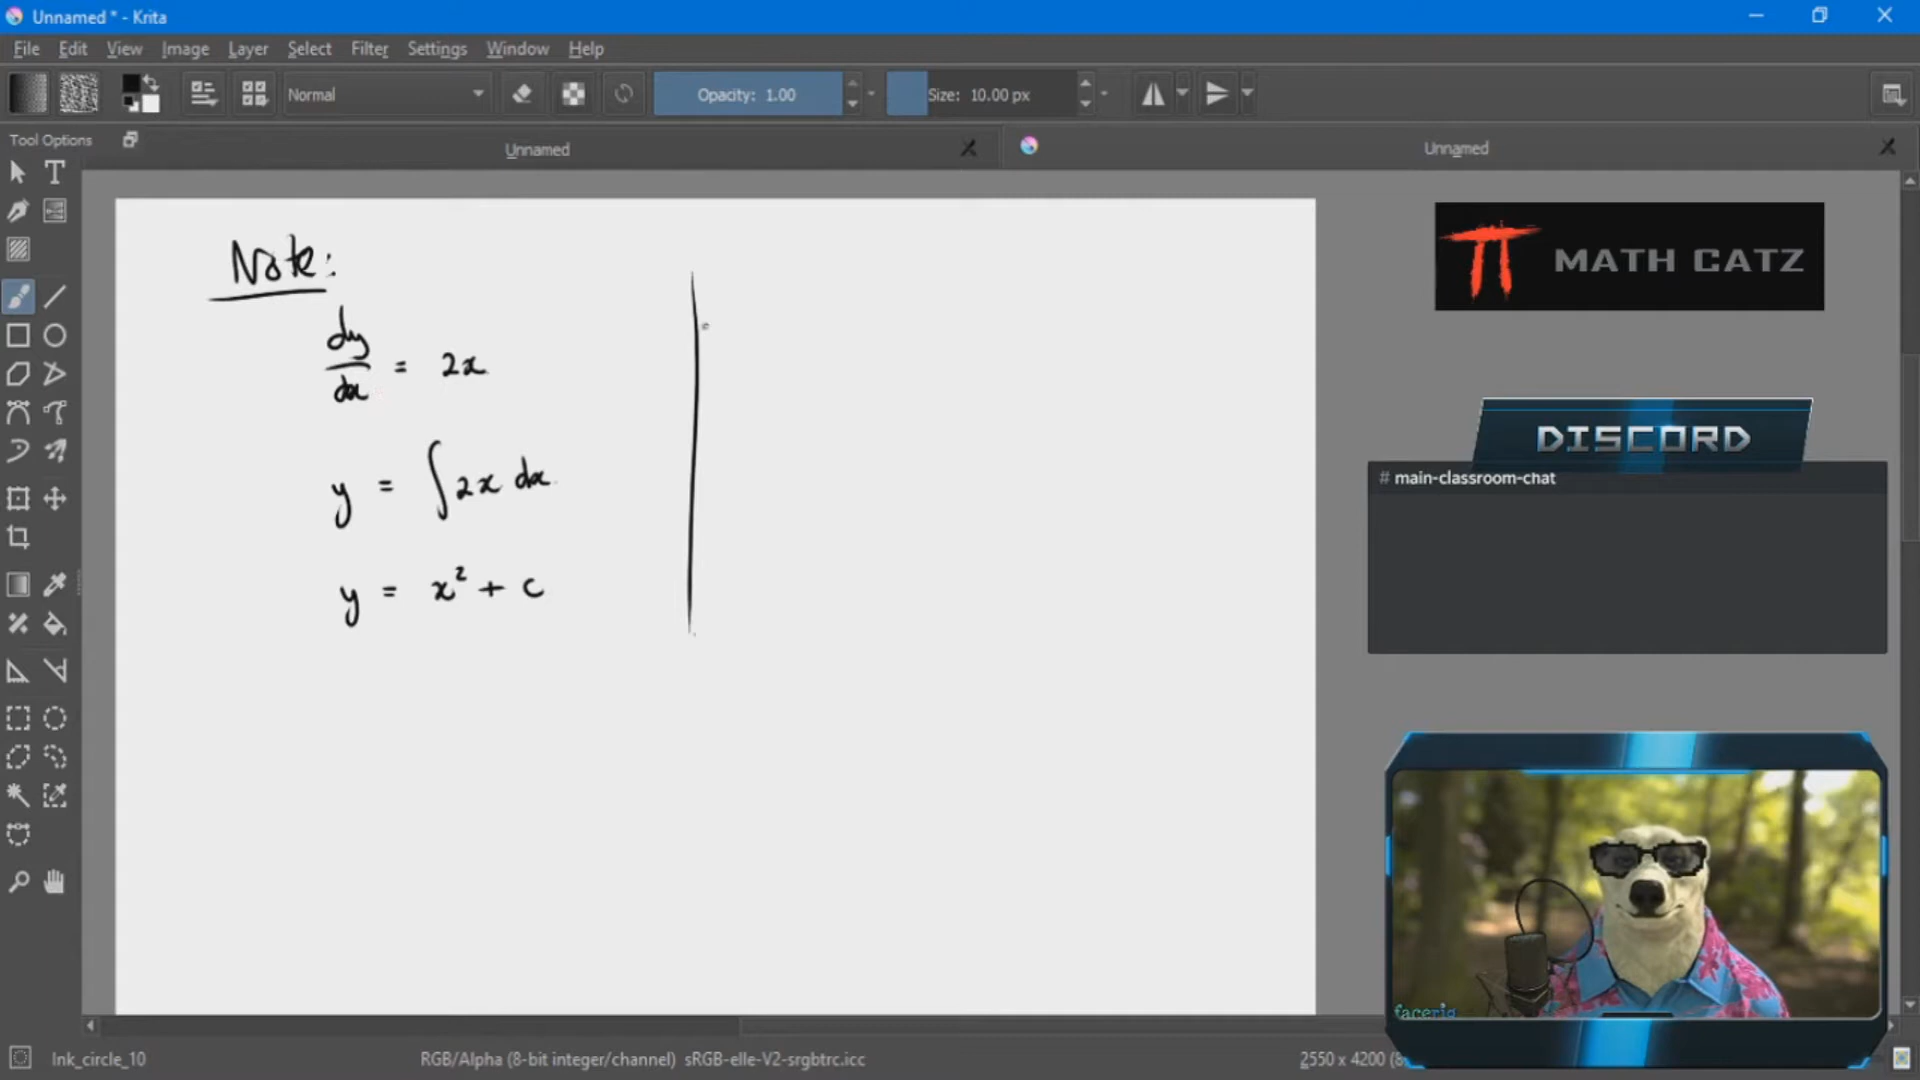 Unnamed * - Krita
File Edit View Image Layer Select Filter Settings Window Help
Normal
Opacity: 1.00
Size: 10.00 px
Tool Options
Unnamed
Unnamed
Note:
dy/dx = 2x
y = ∫2x dx
y = x² + c
π MATH CATZ
DISCORD
# main-classroom-chat
facerig
Ink_circle_10
RGB/Alpha (8-bit integer/channel) sRGB-elle-V2-srgbtrc.icc
2550 x 4200 (8